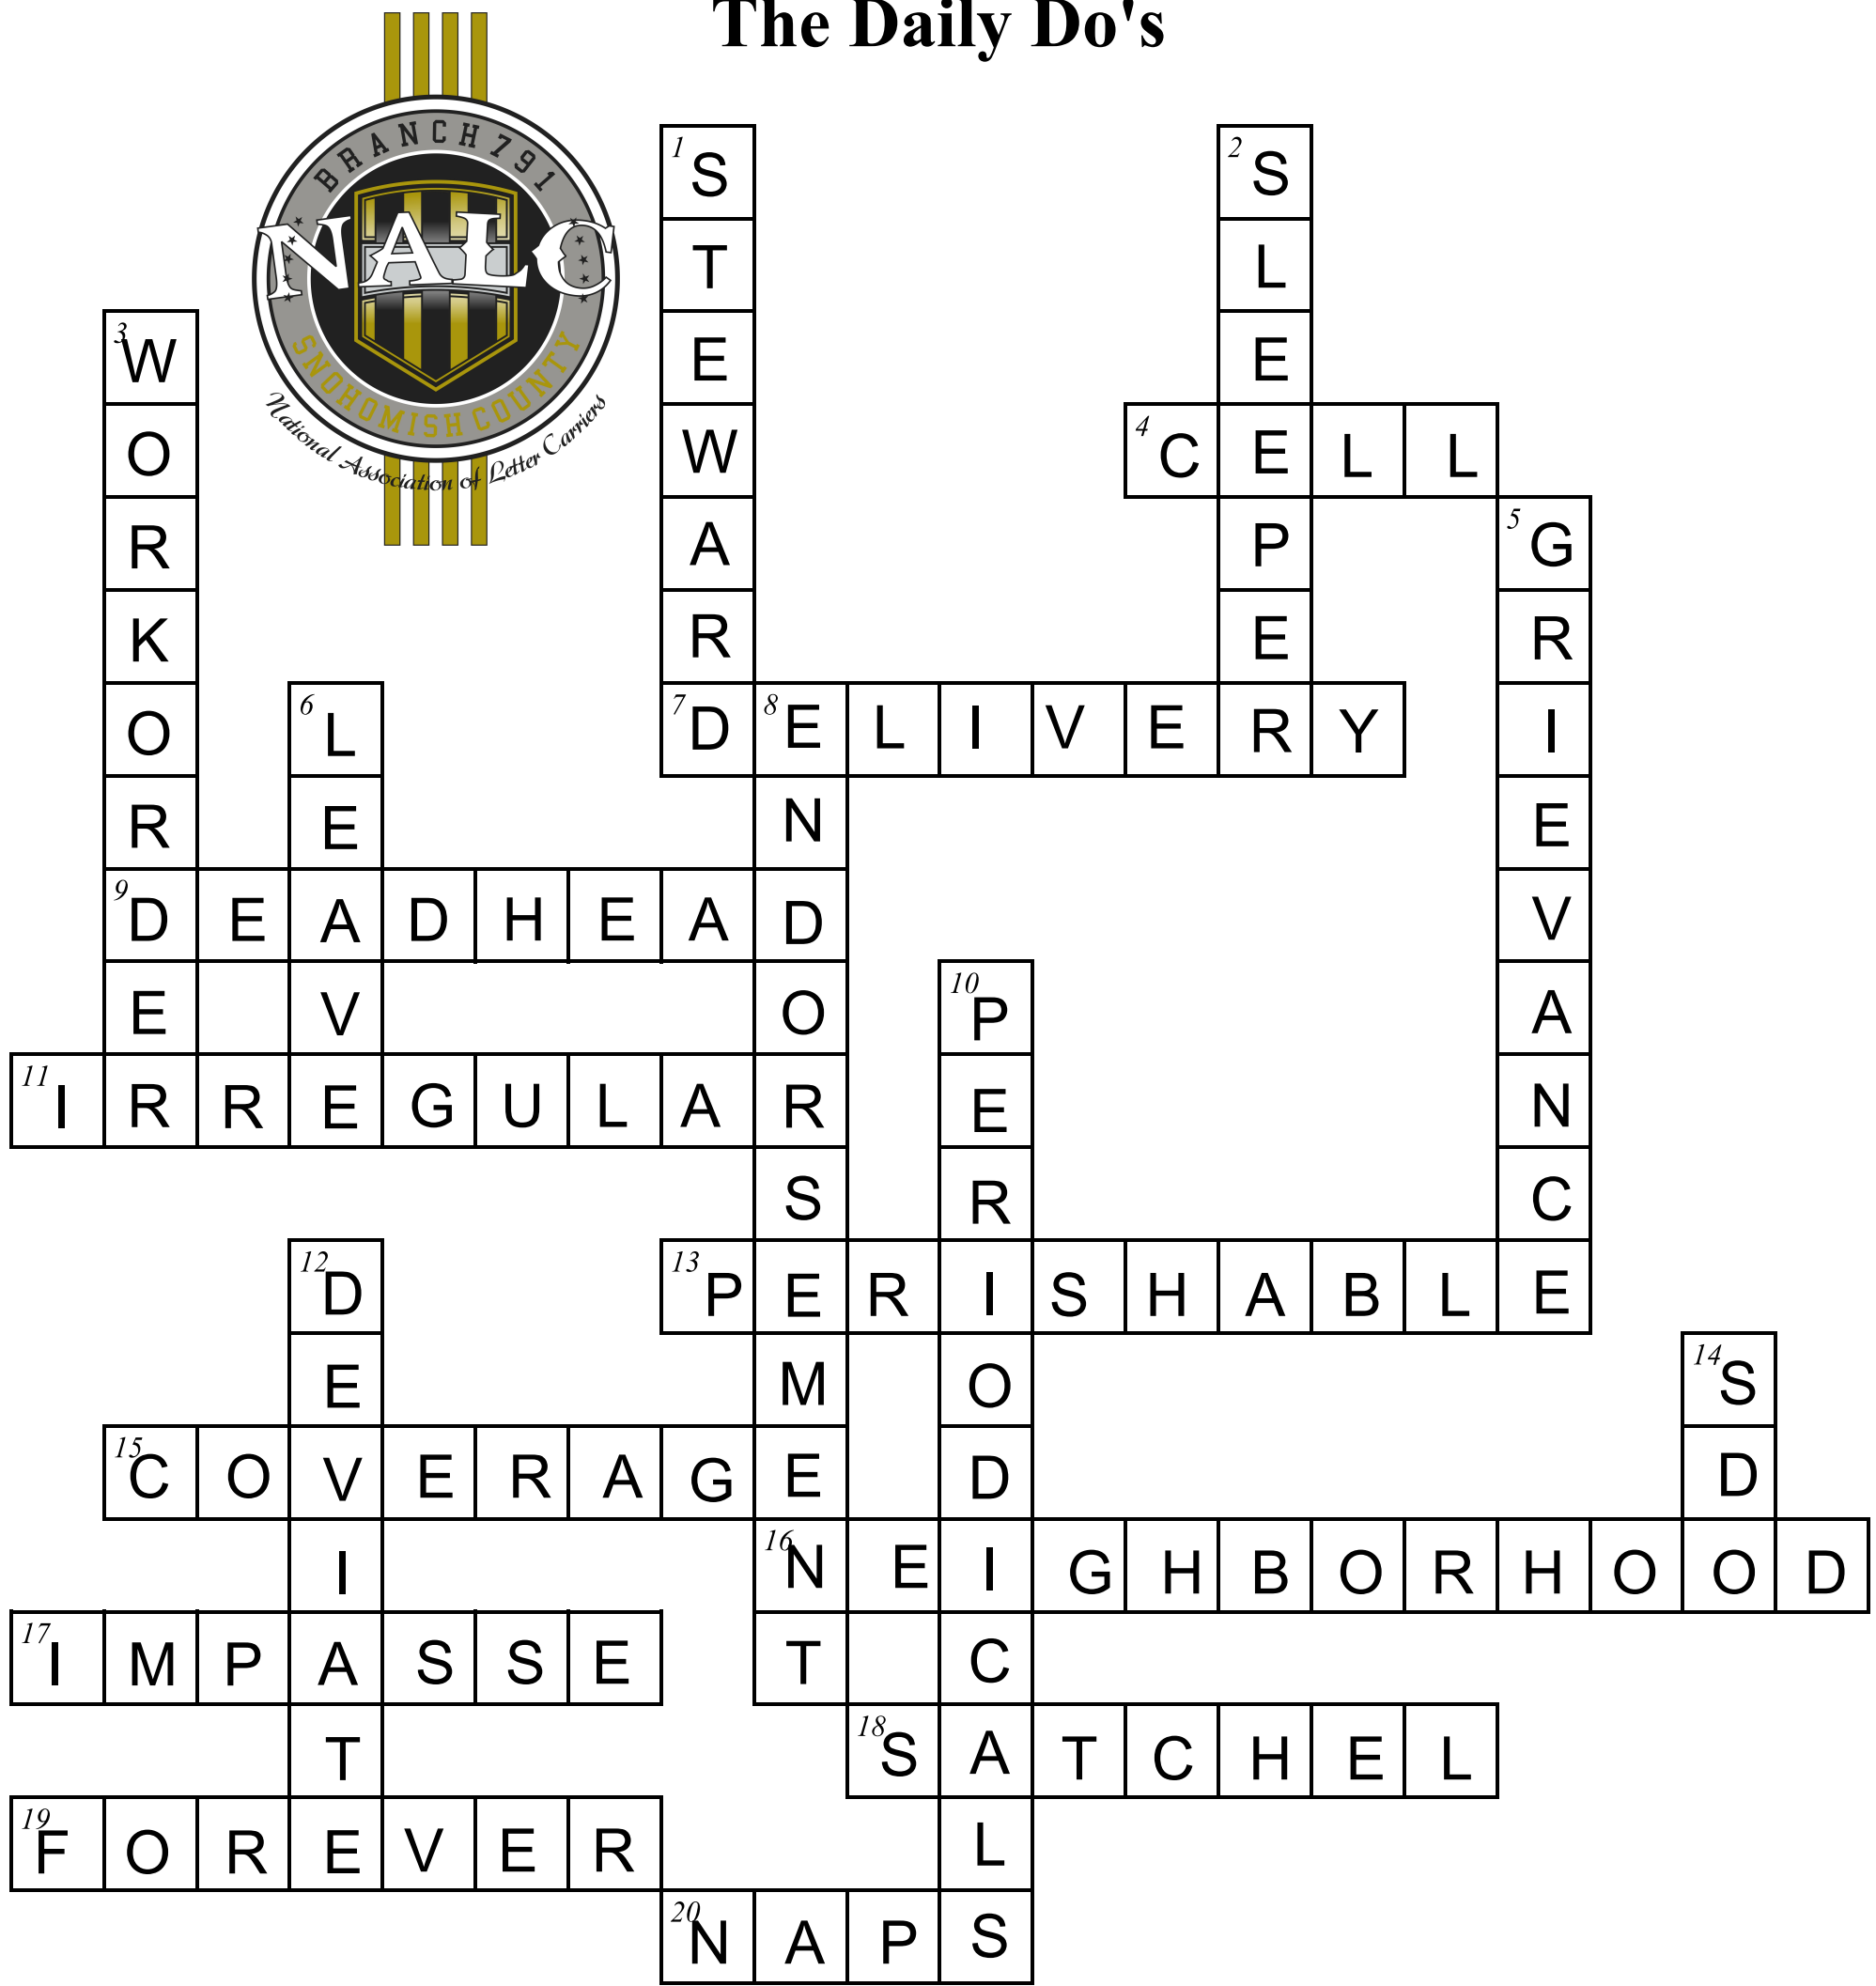 The Daily Do's
BRANCH 791
NALC
SNOHOMISH COUNTY
National Association of Letter Carriers
1 STEWARD
2 SLEEPER
3 WORKORDER
4 CELL
5 GRIEVANCE
6 LEAVE
7 DELIVERY
8 ENDORSEMENT
9 DEADHEAD
10 PERIODICALS
11 IRREGULAR
12 DEVIATE
13 PERISHABLE
14 SDO
15 COVERAGE
16 NEIGHBORHOOD
17 IMPASSE
18 SATCHEL
19 FOREVER
20 NAPS